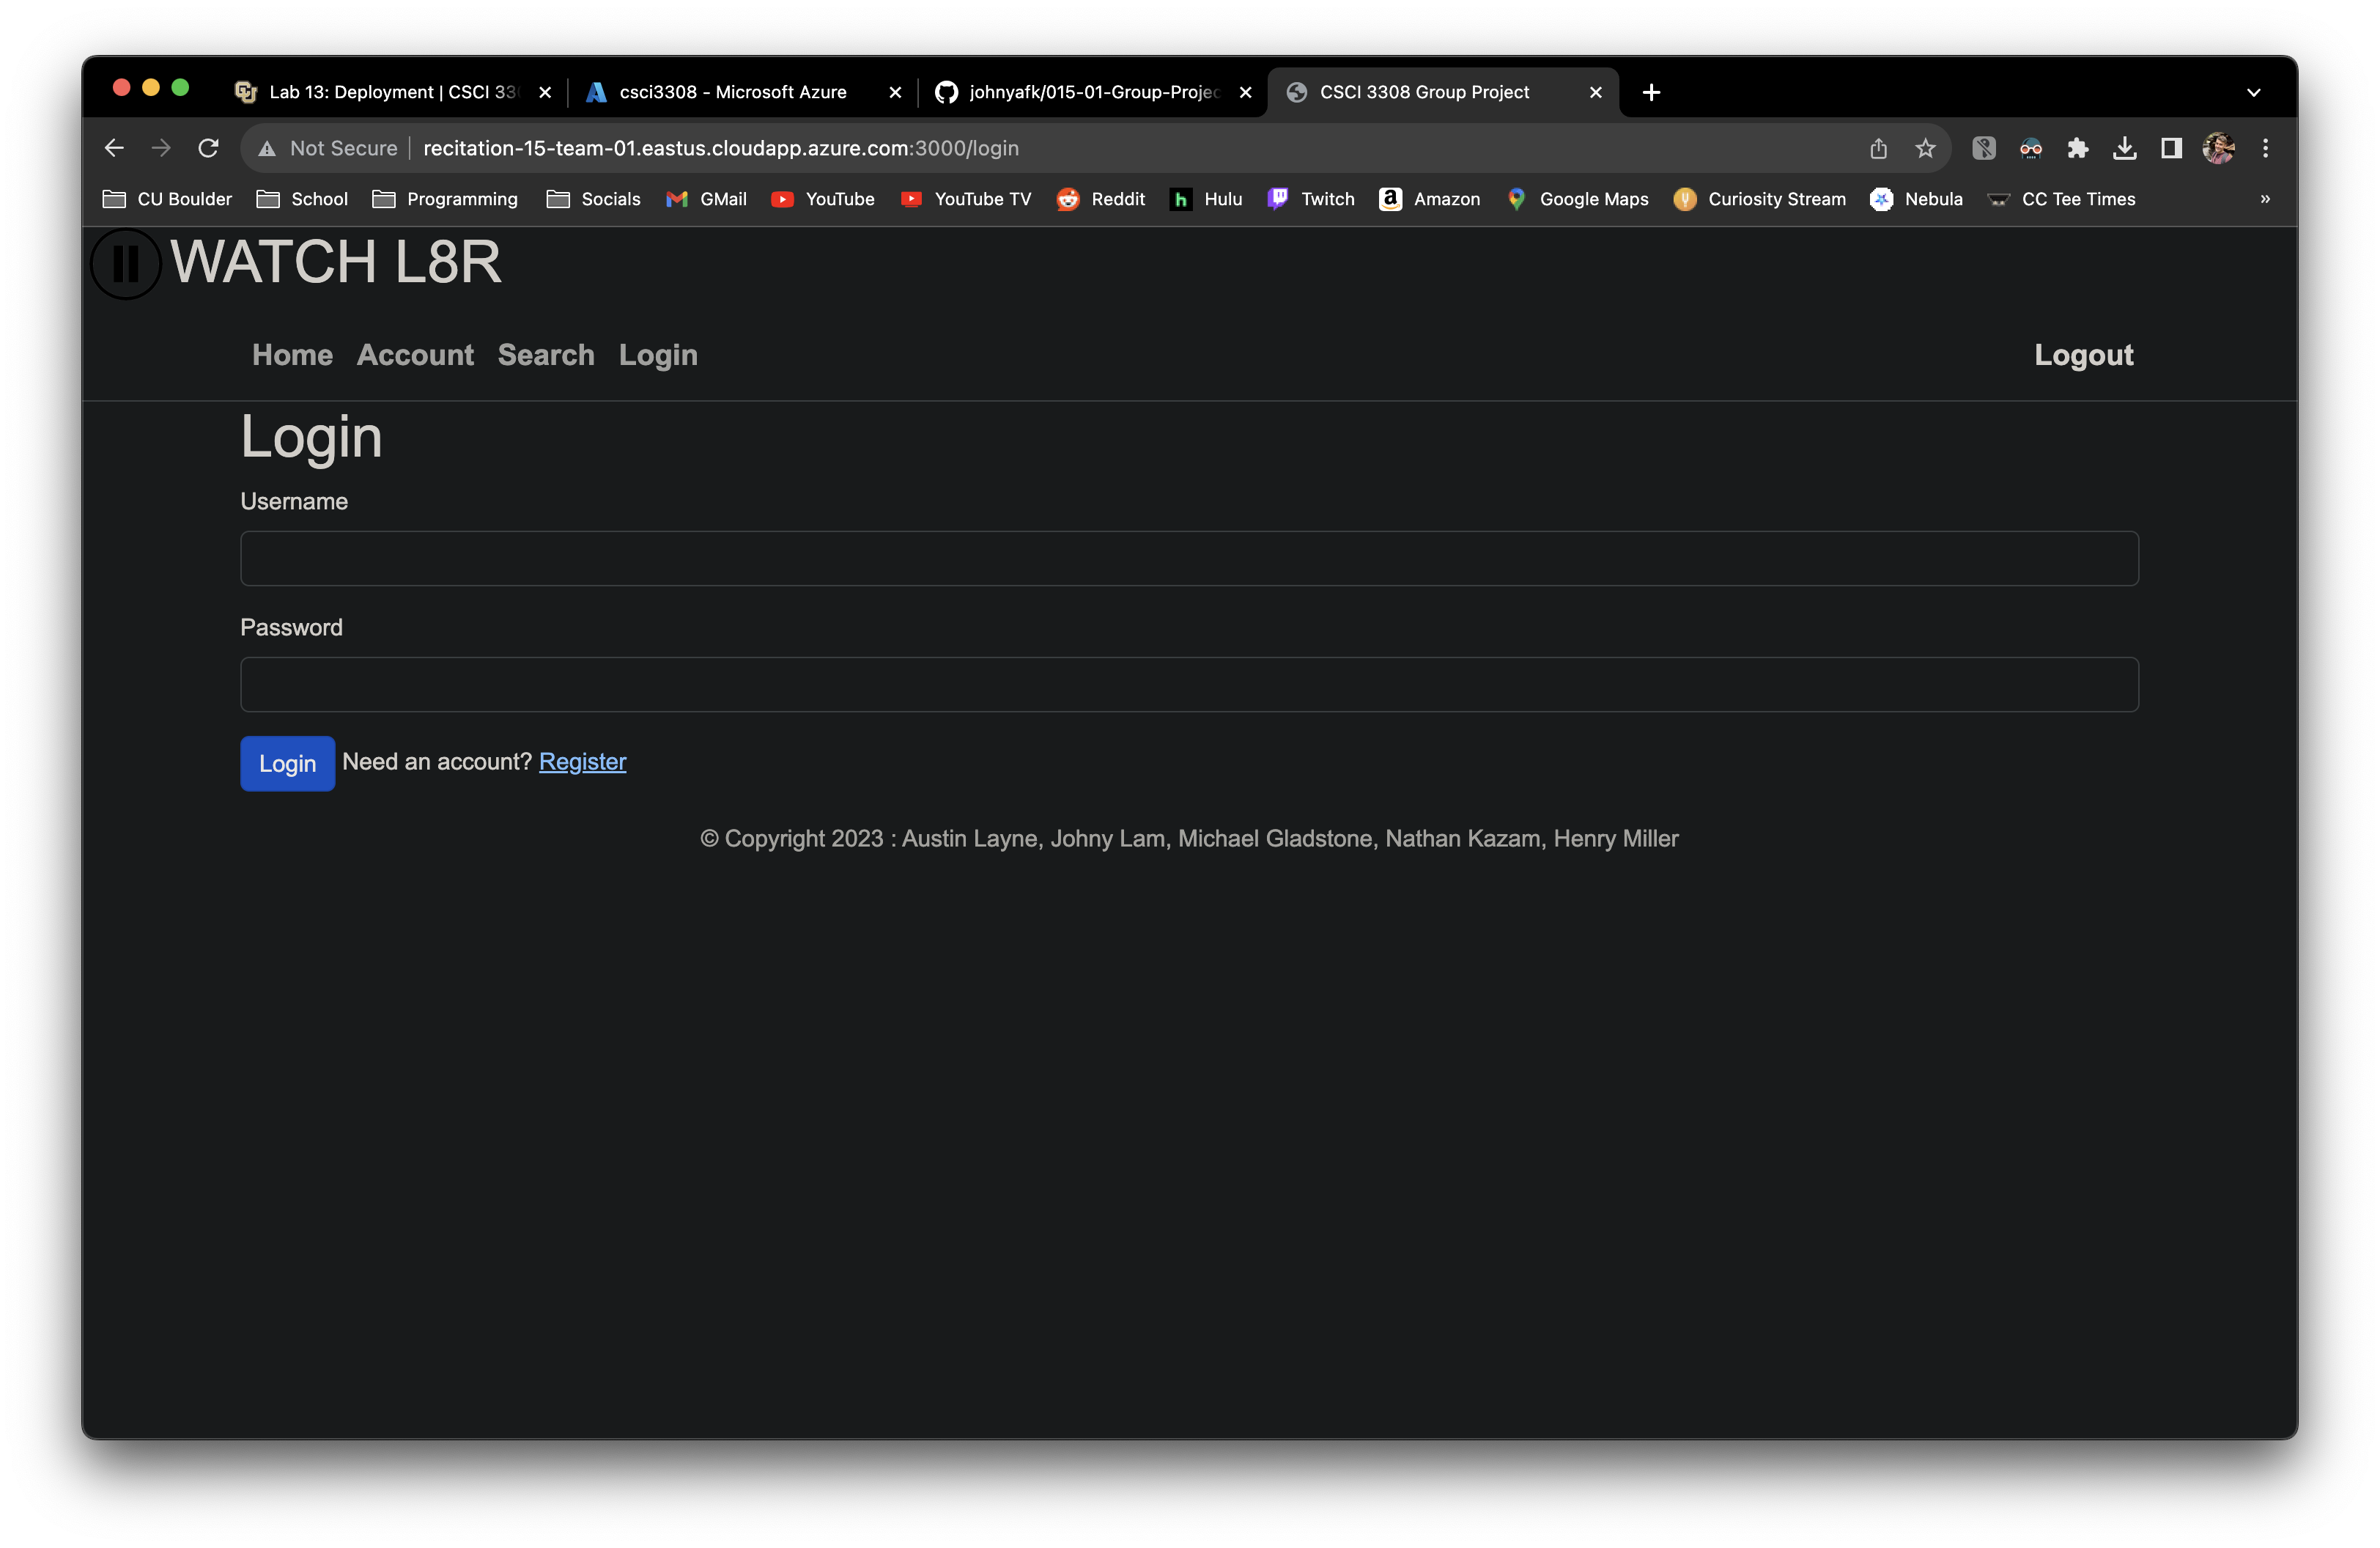 Lab 13: Deployment | CSCI 33
csci3308 - Microsoft Azure
johnyafk/015-01-Group-Projec
CSCI 3308 Group Project
Not Secure
recitation-15-team-01.eastus.cloudapp.azure.com:3000/login
CU Boulder School Programming Socials GMail YouTube YouTube TV Reddit Hulu Twitch Amazon Google Maps Curiosity Stream Nebula CC Tee Times »
WATCH L8R
Home Account Search Login Logout
Login
Username
Password
Login Need an account? Register
© Copyright 2023 : Austin Layne, Johny Lam, Michael Gladstone, Nathan Kazam, Henry Miller